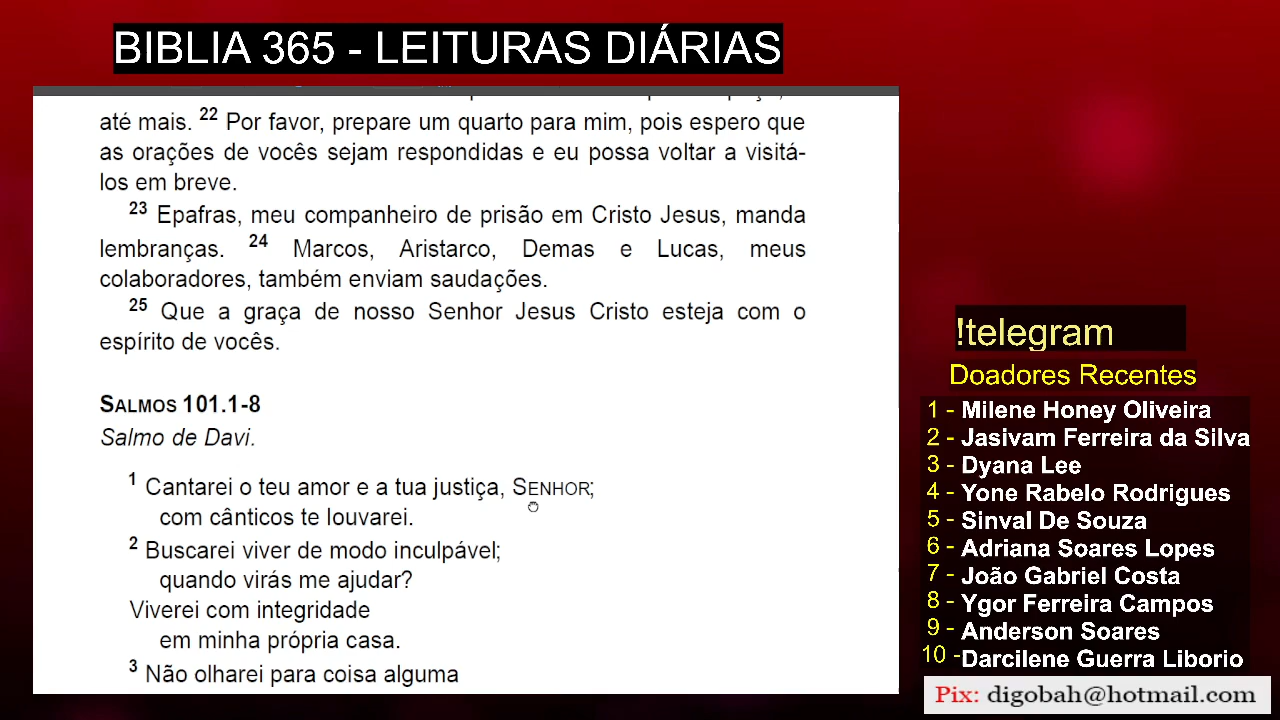 BIBLIA 365 - LEITURAS DIÁRIAS
até mais. 22 Por favor, prepare um quarto para mim, pois espero que
as orações de vocês sejam respondidas e eu possa voltar a visitá-
los em breve.
23 Epafras, meu companheiro de prisão em Cristo Jesus, manda
lembranças. 24 Marcos, Aristarco, Demas e Lucas, meus
colaboradores, também enviam saudações.
25 Que a graça de nosso Senhor Jesus Cristo esteja com o
espírito de vocês.
SALMOS 101.1-8
Salmo de Davi.
1 Cantarei o teu amor e a tua justiça, SENHOR;
com cânticos te louvarei.
2 Buscarei viver de modo inculpável;
quando virás me ajudar?
Viverei com integridade
em minha própria casa.
3 Não olharei para coisa alguma
!telegram
Doadores Recentes
1 - Milene Honey Oliveira
2 - Jasivam Ferreira da Silva
3 - Dyana Lee
4 - Yone Rabelo Rodrigues
5 - Sinval De Souza
6 - Adriana Soares Lopes
7 - João Gabriel Costa
8 - Ygor Ferreira Campos
9 - Anderson Soares
10 -Darcilene Guerra Liborio
Pix: digobah@hotmail.com